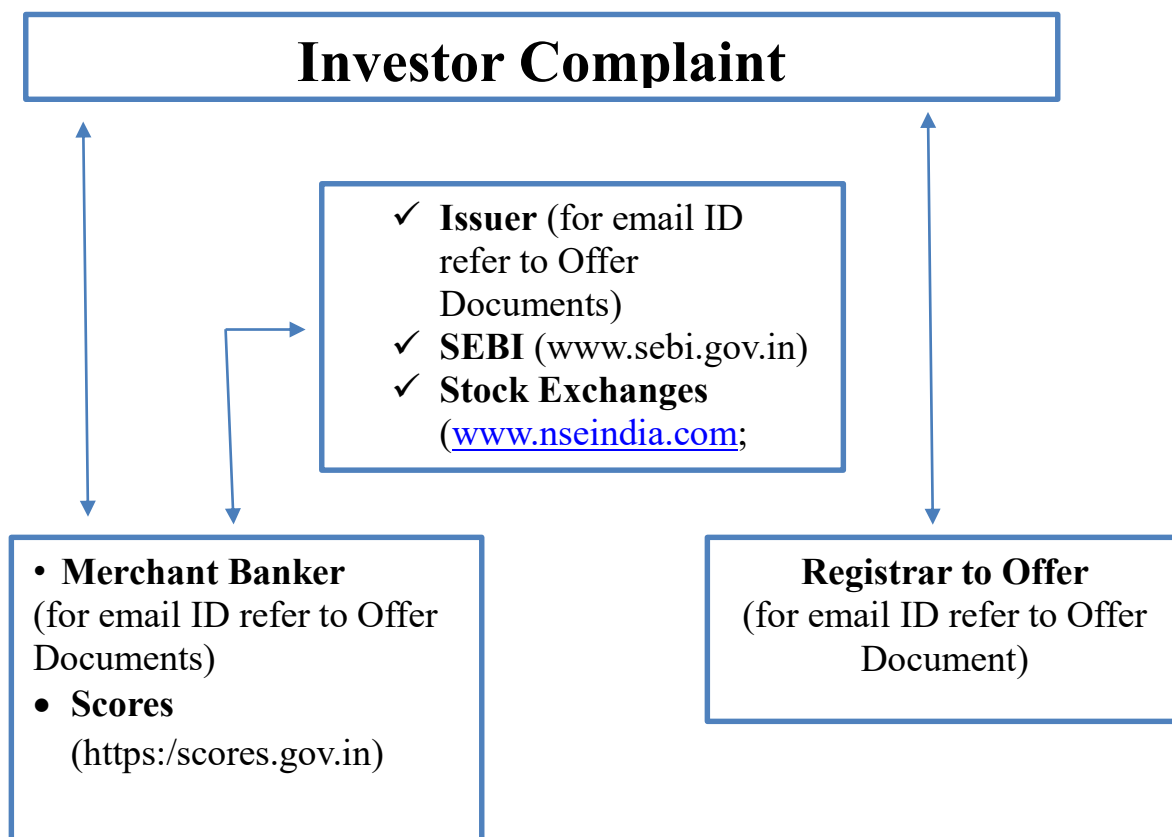 Investor Complaint
✓ Issuer (for email ID
refer to Offer
Documents)
✓ SEBI (www.sebi.gov.in)
✓ Stock Exchanges
(www.nseindia.com;
• Merchant Banker
(for email ID refer to Offer
Documents)
• Scores
(https:/scores.gov.in)
Registrar to Offer
(for email ID refer to Offer
Document)